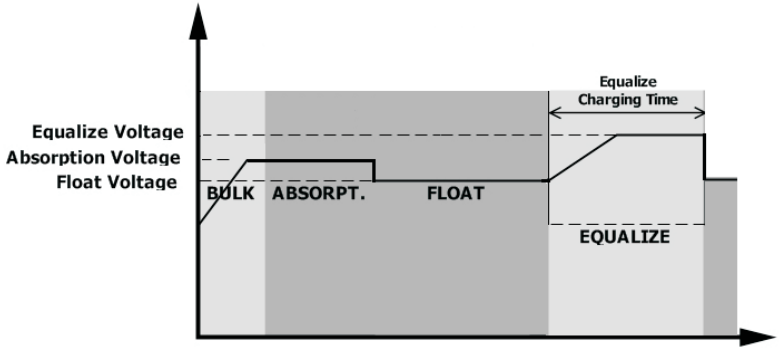 Equalize
Charging Time
Equalize Voltage
Absorption Voltage
Float Voltage
BULK
ABSORPT.
FLOAT
EQUALIZE